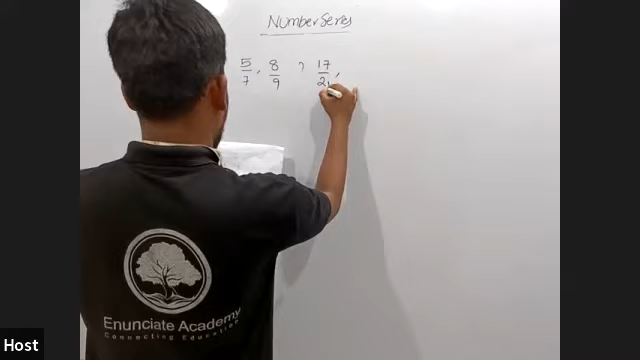 Number Series
5/7, 8/9 ? 17/21,
Enunciate Academy
Connecting Education
Host